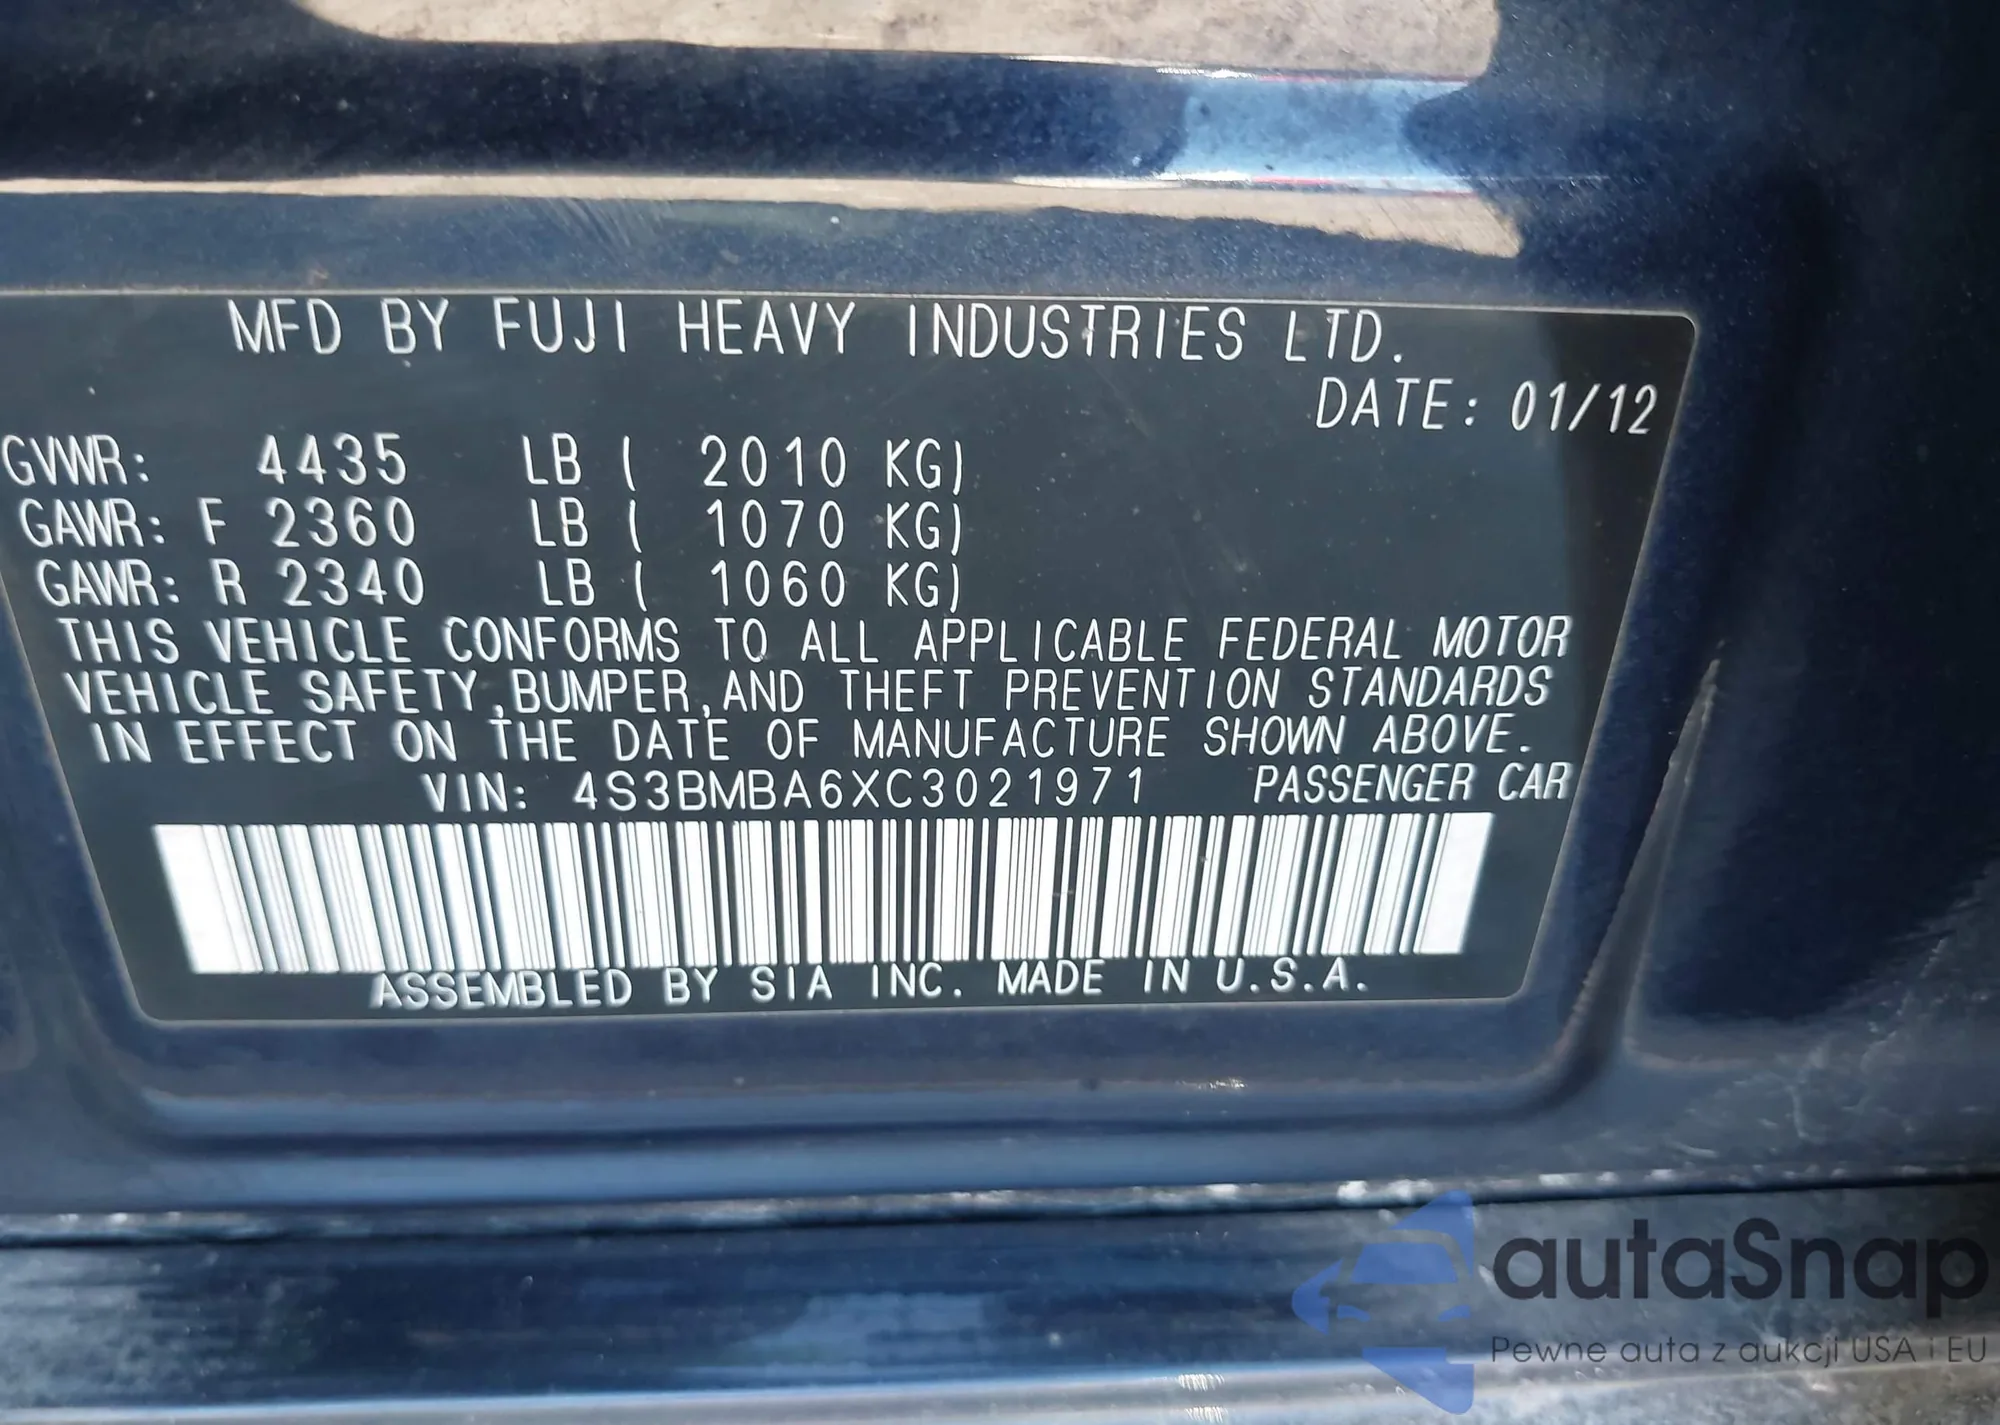 MFD BY FUJI HEAVY INDUSTRIES LTD.
DATE: 01/12
GVWR: 4435 LB ( 2010 KG)
GAWR: F 2360 LB ( 1070 KG)
GAWR: R 2340 LB ( 1060 KG)
THIS VEHICLE CONFORMS TO ALL APPLICABLE FEDERAL MOTOR
VEHICLE SAFETY,BUMPER,AND THEFT PREVENTION STANDARDS
IN EFFECT ON THE DATE OF MANUFACTURE SHOWN ABOVE.
VIN: 4S3BMBA6XC3021971 PASSENGER CAR
ASSEMBLED BY SIA INC. MADE IN U.S.A.
autaSnap
Pewne auta z aukcji USA i EU